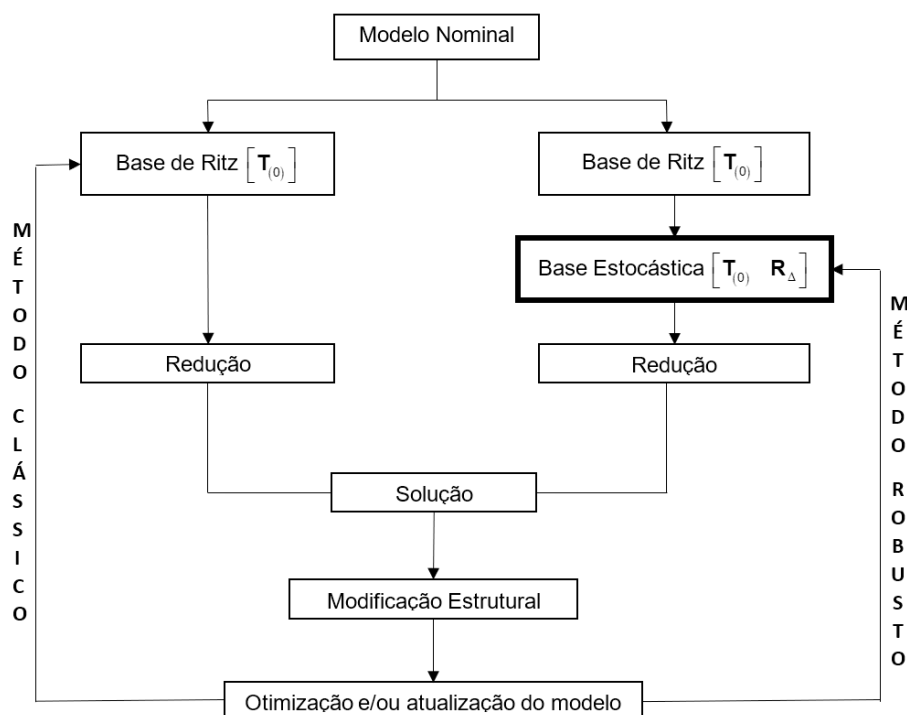 Modelo Nominal
Base de Ritz [T(0)]
Base de Ritz [T(0)]
Base Estocástica [T(0) RΔ]
Redução
Redução
Solução
Modificação Estrutural
Otimização e/ou atualização do modelo
MÉTODO CLÁSSICO
MÉTODO ROBUSTO